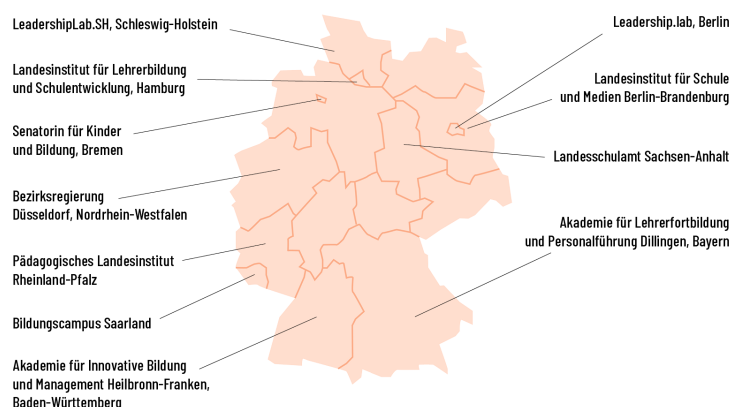 LeadershipLab.SH, Schleswig-Holstein
Landesinstitut für Lehrerbildung
und Schulentwicklung, Hamburg
Senatorin für Kinder
und Bildung, Bremen
Bezirksregierung
Düsseldorf, Nordrhein-Westfalen
Pädagogisches Landesinstitut
Rheinland-Pfalz
Bildungscampus Saarland
Akademie für Innovative Bildung
und Management Heilbronn-Franken,
Baden-Württemberg
Leadership.lab, Berlin
Landesinstitut für Schule
und Medien Berlin-Brandenburg
Landesschulamt Sachsen-Anhalt
Akademie für Lehrerfortbildung
und Personalführung Dillingen, Bayern